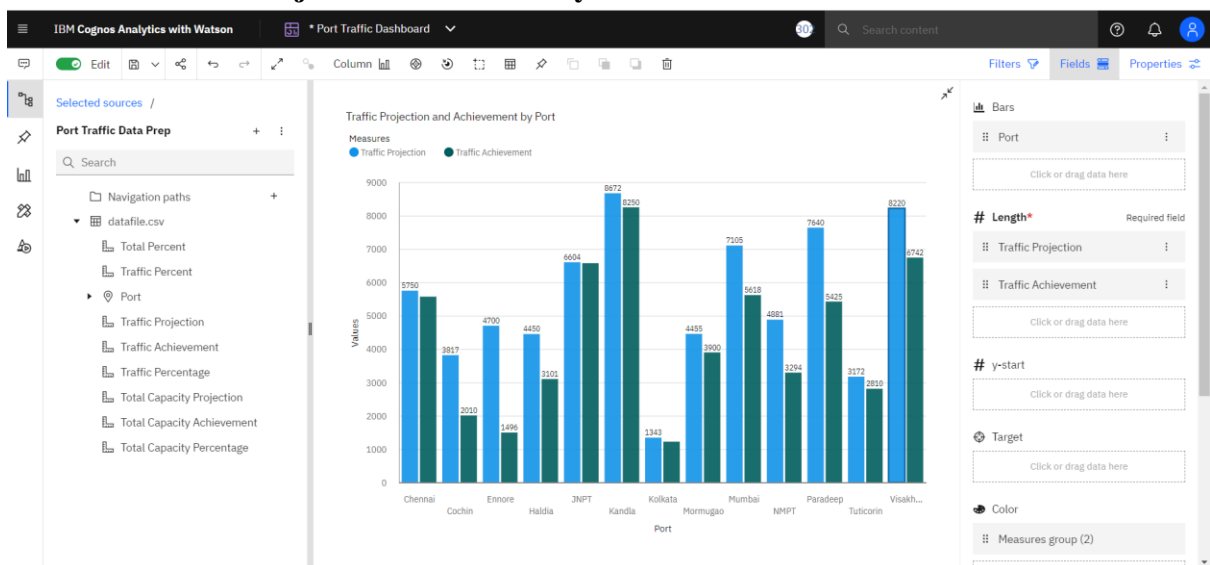 IBM Cognos Analytics with Watson
* Port Traffic Dashboard
302
Search content
Edit
Column
Filters
Fields
Properties
Selected sources /
Port Traffic Data Prep
Search
Navigation paths
datafile.csv
Total Percent
Traffic Percent
Port
Traffic Projection
Traffic Achievement
Traffic Percentage
Total Capacity Projection
Total Capacity Achievement
Total Capacity Percentage
Traffic Projection and Achievement by Port
Measures
Traffic Projection Traffic Achievement
Values
9000
8000
7000
6000
5000
4000
3000
2000
1000
0
5750
3817
2010
4700
1496
4450
3101
6604
8672
8250
1343
4455
3900
7105
5618
4881
3294
7640
5425
3172
2810
8220
6742
Chennai
Cochin
Ennore
Haldia
JNPT
Kandla
Kolkata
Mormugao
Mumbai
NMPT
Paradeep
Tuticorin
Visakh...
Port
Bars
Port
Click or drag data here
# Length* Required field
Traffic Projection
Traffic Achievement
Click or drag data here
# y-start
Click or drag data here
Target
Click or drag data here
Color
Measures group (2)